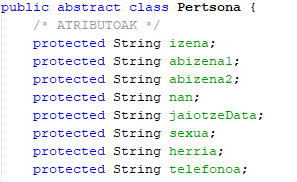 public abstract class Pertsona {
/* ATRIBUTOAK */
protected String izena;
protected String abizena1;
protected String abizena2;
protected String nan;
protected String jaiotzeData;
protected String sexua;
protected String herria;
protected String telefonoa;